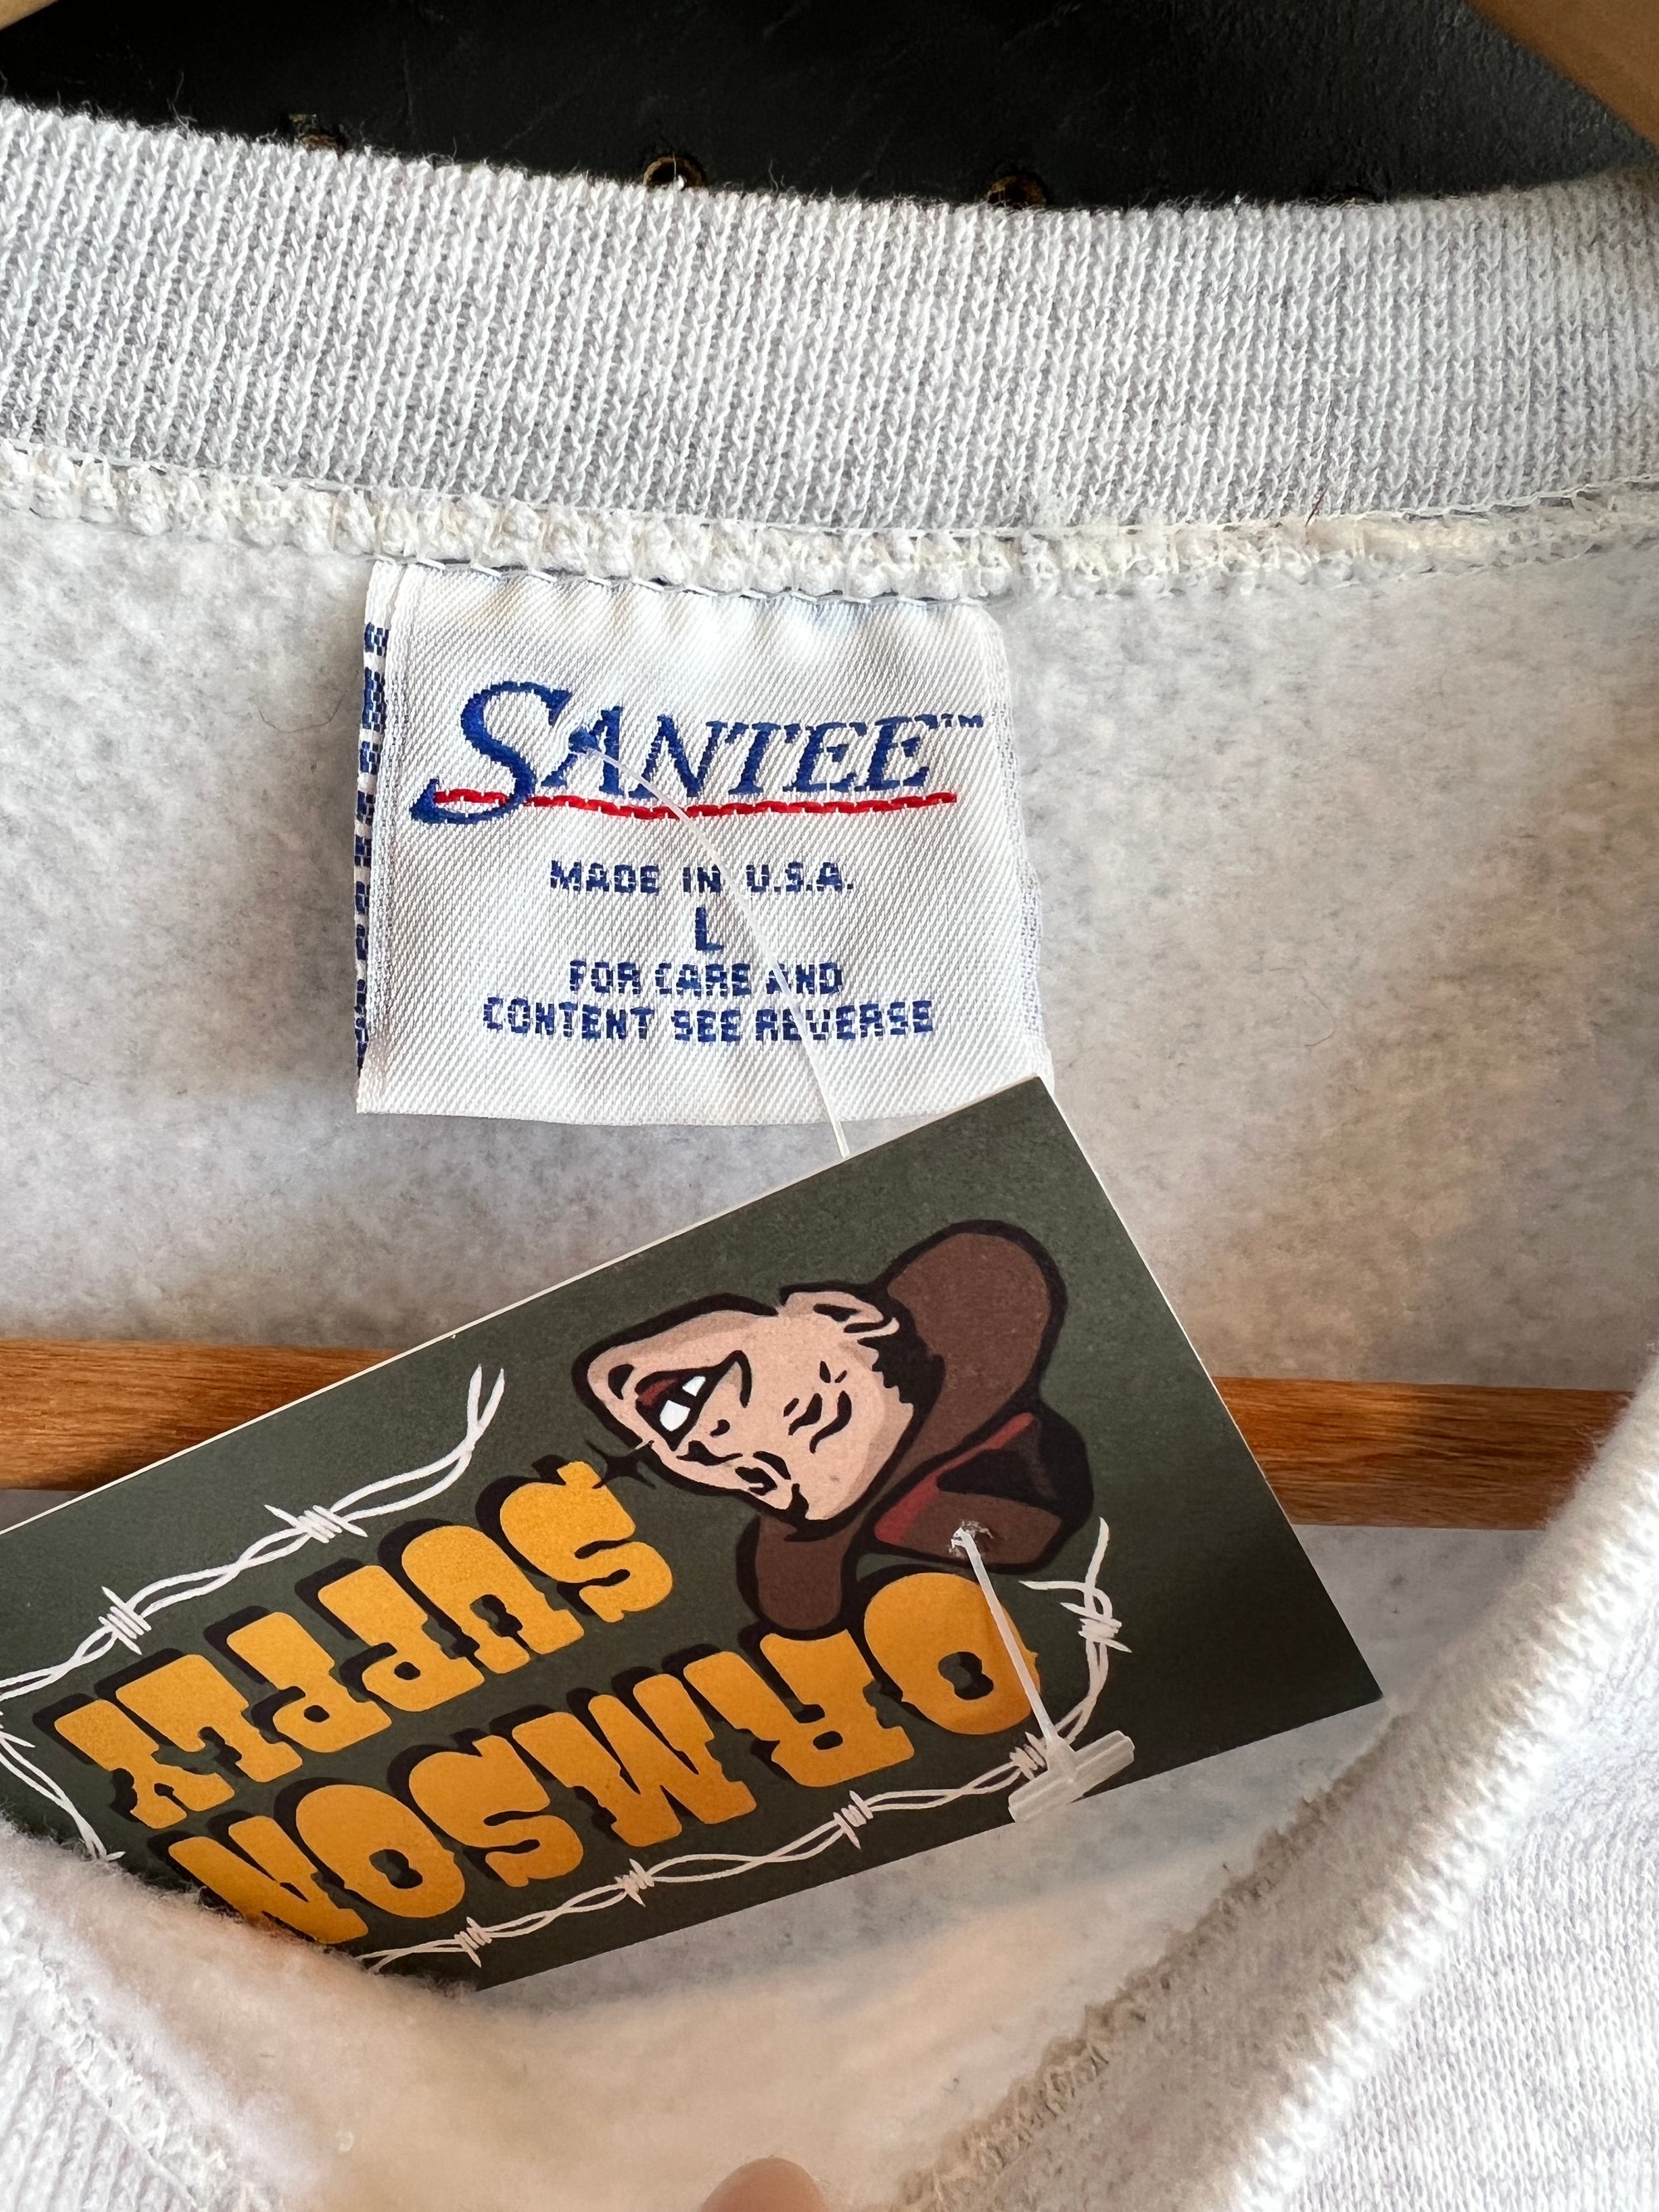 SANTEE™
MADE IN U.S.A.
L
FOR CARE AND
CONTENT SEE REVERSE
ORMSON
SUPPLY